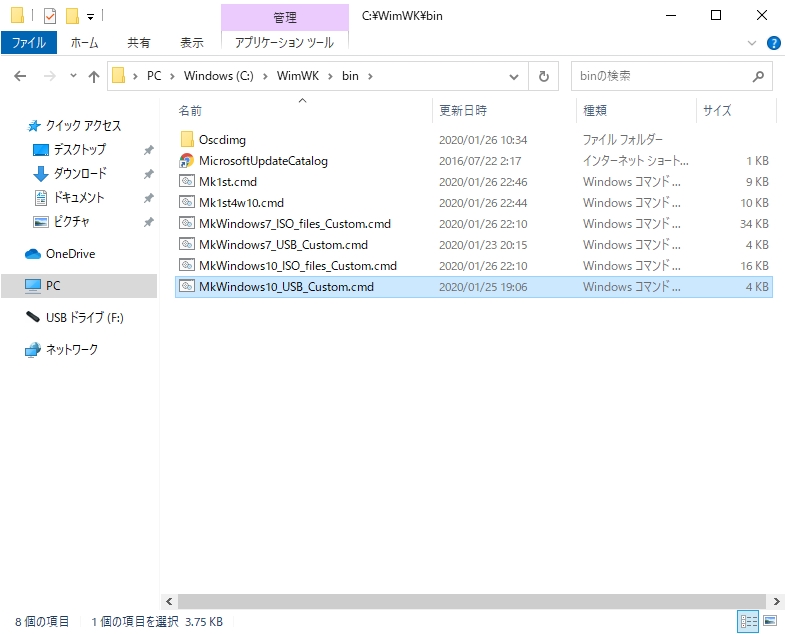 管理
C:¥WimWK¥bin
ファイル ホーム 共有 表示 アプリケーション ツール
PC Windows (C:) WimWK bin
binの検索
名前 更新日時 種類 サイズ
クイック アクセス
デスクトップ
ダウンロード
ドキュメント
ピクチャ
OneDrive
PC
USB ドライブ (F:)
ネットワーク
Oscdimg 2020/01/26 10:34 ファイル フォルダー
MicrosoftUpdateCatalog 2016/07/22 2:17 インターネット ショート... 1 KB
Mk1st.cmd 2020/01/26 22:46 Windows コマンド ... 9 KB
Mk1st4w10.cmd 2020/01/26 22:44 Windows コマンド ... 10 KB
MkWindows7_ISO_files_Custom.cmd 2020/01/26 22:10 Windows コマンド ... 34 KB
MkWindows7_USB_Custom.cmd 2020/01/23 20:15 Windows コマンド ... 4 KB
MkWindows10_ISO_files_Custom.cmd 2020/01/26 22:10 Windows コマンド ... 16 KB
MkWindows10_USB_Custom.cmd 2020/01/25 19:06 Windows コマンド ... 4 KB
8 個の項目 1 個の項目を選択 3.75 KB